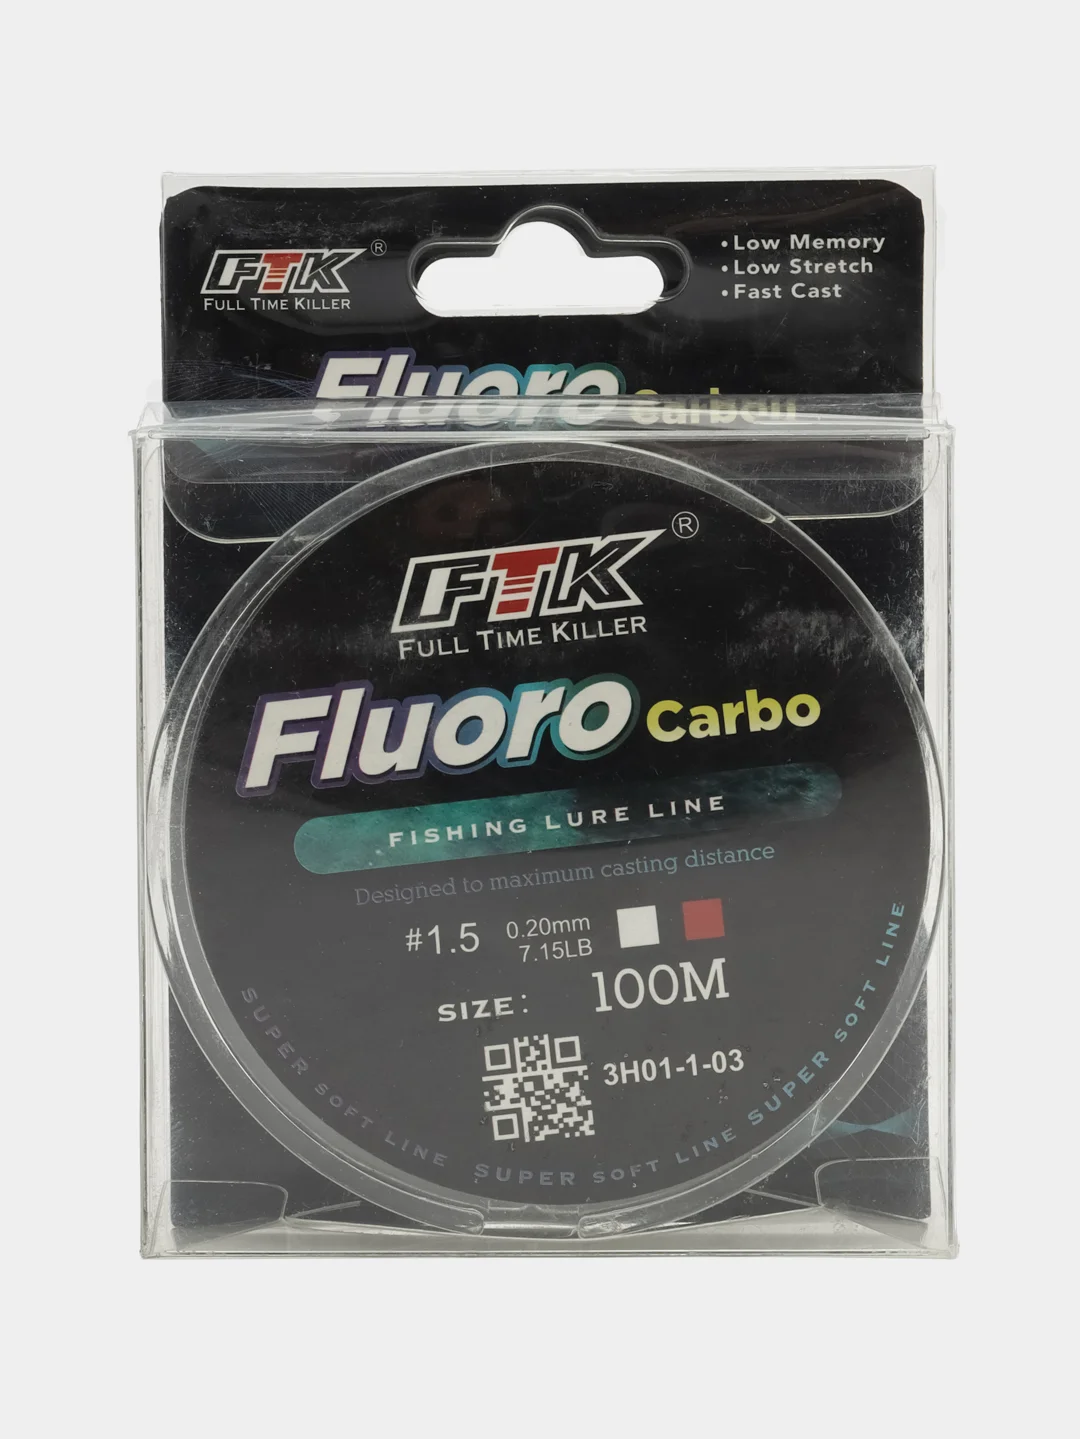 FTK®
FULL TIME KILLER
•Low Memory
•Low Stretch
•Fast Cast
Fluoro Carbon
FTK®
FULL TIME KILLER
Fluoro Carbo
FISHING LURE LINE
Designed to maximum casting distance
#1.5 0.20mm
7.15LB
SIZE: 100M
3H01-1-03
SUPER SOFT LINE SUPER SOFT LINE SUPER SOFT LINE